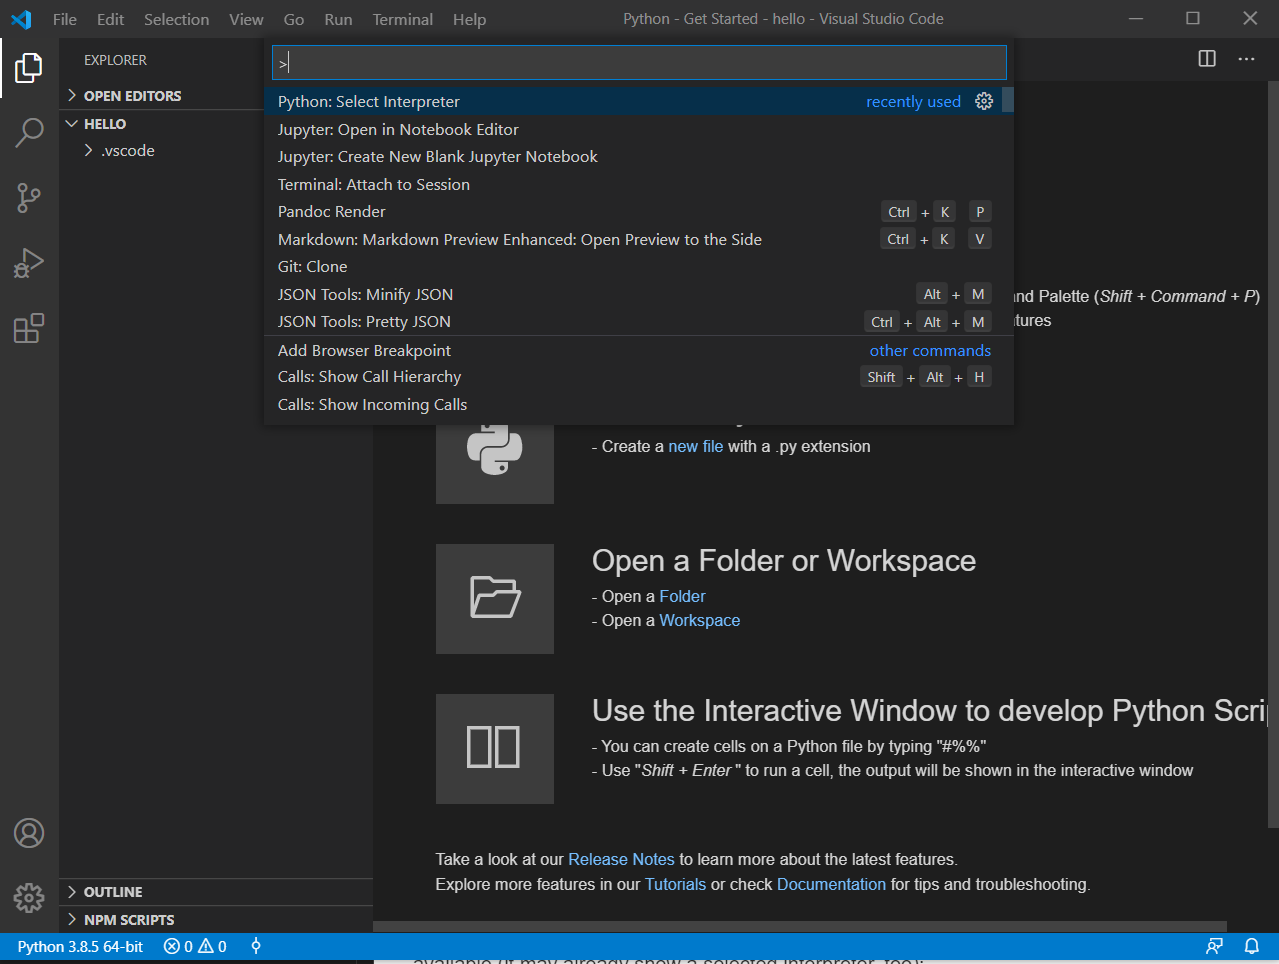 File Edit Selection View Go Run Terminal Help Python - Get Started - hello - Visual Studio Code
EXPLORER
OPEN EDITORS
HELLO
.vscode
>
Python: Select Interpreter recently used
Jupyter: Open in Notebook Editor
Jupyter: Create New Blank Jupyter Notebook
Terminal: Attach to Session
Pandoc Render Ctrl + K P
Markdown: Markdown Preview Enhanced: Open Preview to the Side Ctrl + K V
Git: Clone
JSON Tools: Minify JSON Alt + M
JSON Tools: Pretty JSON Ctrl + Alt + M
Add Browser Breakpoint other commands
Calls: Show Call Hierarchy Shift + Alt + H
Calls: Show Incoming Calls
and Palette (Shift + Command + P)
- Create a new file with a .py extension
Open a Folder or Workspace
- Open a Folder
- Open a Workspace
Use the Interactive Window to develop Python Scri
- You can create cells on a Python file by typing "#%%"
- Use "Shift + Enter " to run a cell, the output will be shown in the interactive window
Take a look at our Release Notes to learn more about the latest features.
Explore more features in our Tutorials or check Documentation for tips and troubleshooting.
OUTLINE
NPM SCRIPTS
Python 3.8.5 64-bit 0 0